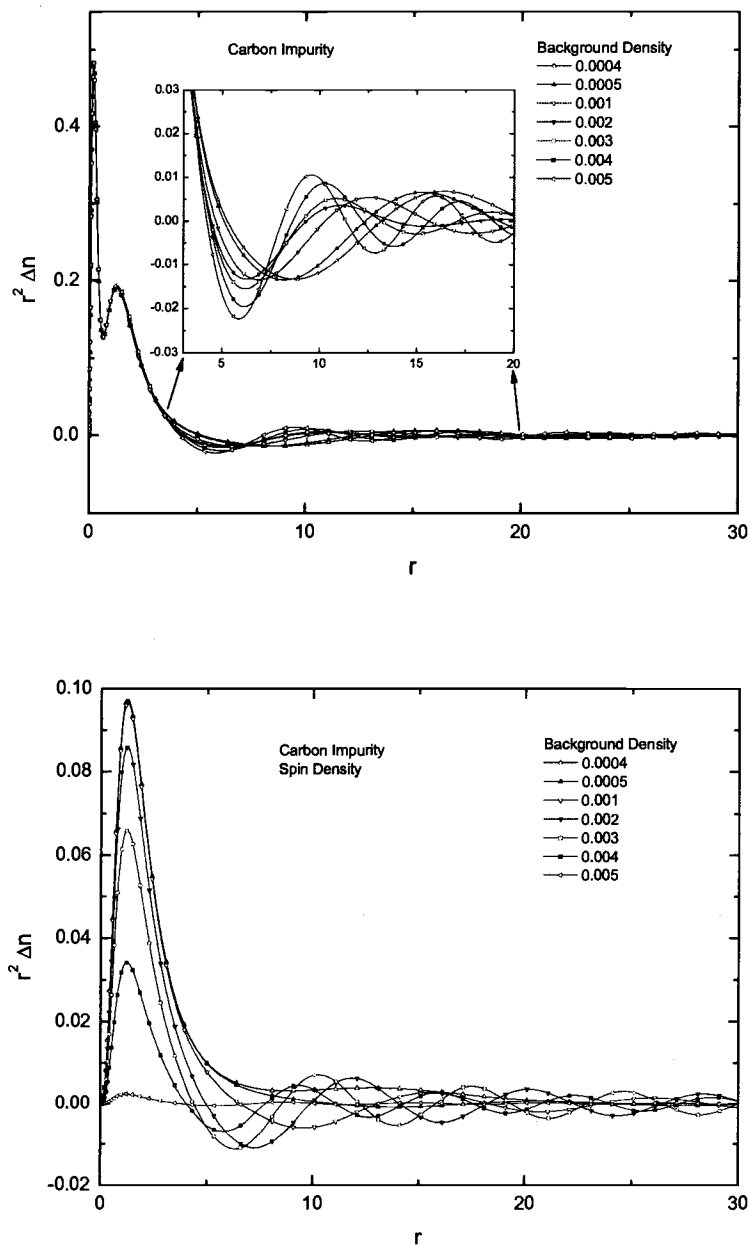 Carbon Impurity
Background Density
0.0004
0.0005
0.001
0.002
0.003
0.004
0.005
0.03
0.02
0.01
0.00
-0.01
-0.02
-0.03
5 10 15 20
0.4
0.2
0.0
r² Δn
0 10 20 30
r
Carbon Impurity
Spin Density
Background Density
0.0004
0.0005
0.001
0.002
0.003
0.004
0.005
0.10
0.08
0.06
0.04
0.02
0.00
-0.02
r² Δn
0 10 20 30
r